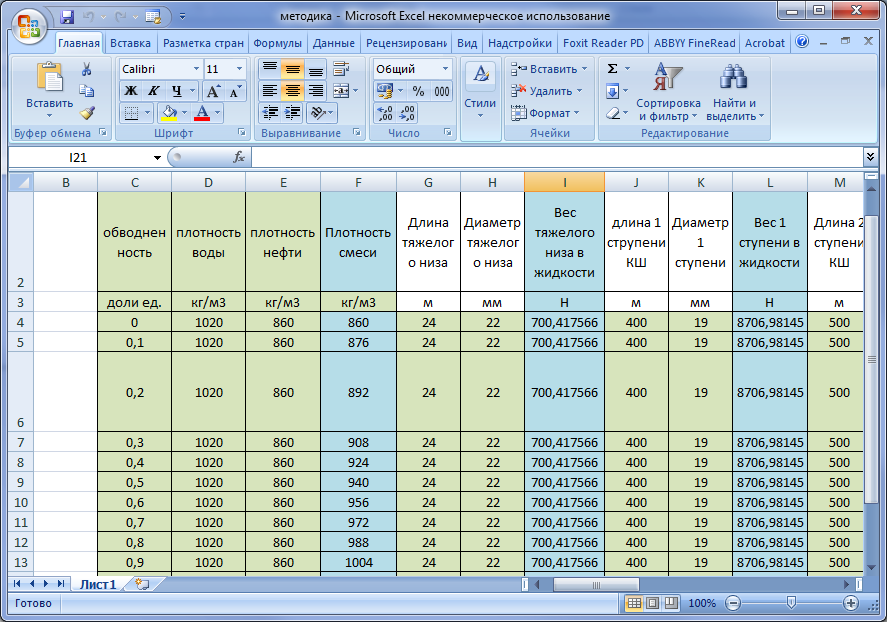 методика - Microsoft Excel некоммерческое использование
Главная Вставка Разметка стран Формулы Данные Рецензировани Вид Надстройки Foxit Reader PD ABBYY FineRead Acrobat
Calibri 11 Общий Вставить
Вставить Ж К Ч A A % 000 Стили Удалить Сортировка и фильтр Найти и выделить
Формат
Буфер обмена Шрифт Выравнивание Число Ячейки Редактирование
I21 fx
B C D E F G H I J K L M
2 обводнен ность плотность воды плотность нефти Плотность смеси Длина тяжелог о низа Диаметр тяжелог о низа Вес тяжелого низа в жидкости длина 1 струпени КШ Диаметр 1 ступени Вес 1 ступени в жидкости Длина 2 ступени КШ
3 доли ед. кг/м3 кг/м3 кг/м3 м мм Н м мм Н м
4 0 1020 860 860 24 22 700,417566 400 19 8706,98145 500
5 0,1 1020 860 876 24 22 700,417566 400 19 8706,98145 500
6 0,2 1020 860 892 24 22 700,417566 400 19 8706,98145 500
7 0,3 1020 860 908 24 22 700,417566 400 19 8706,98145 500
8 0,4 1020 860 924 24 22 700,417566 400 19 8706,98145 500
9 0,5 1020 860 940 24 22 700,417566 400 19 8706,98145 500
10 0,6 1020 860 956 24 22 700,417566 400 19 8706,98145 500
11 0,7 1020 860 972 24 22 700,417566 400 19 8706,98145 500
12 0,8 1020 860 988 24 22 700,417566 400 19 8706,98145 500
13 0,9 1020 860 1004 24 22 700,417566 400 19 8706,98145 500
Лист1
Готово 100%